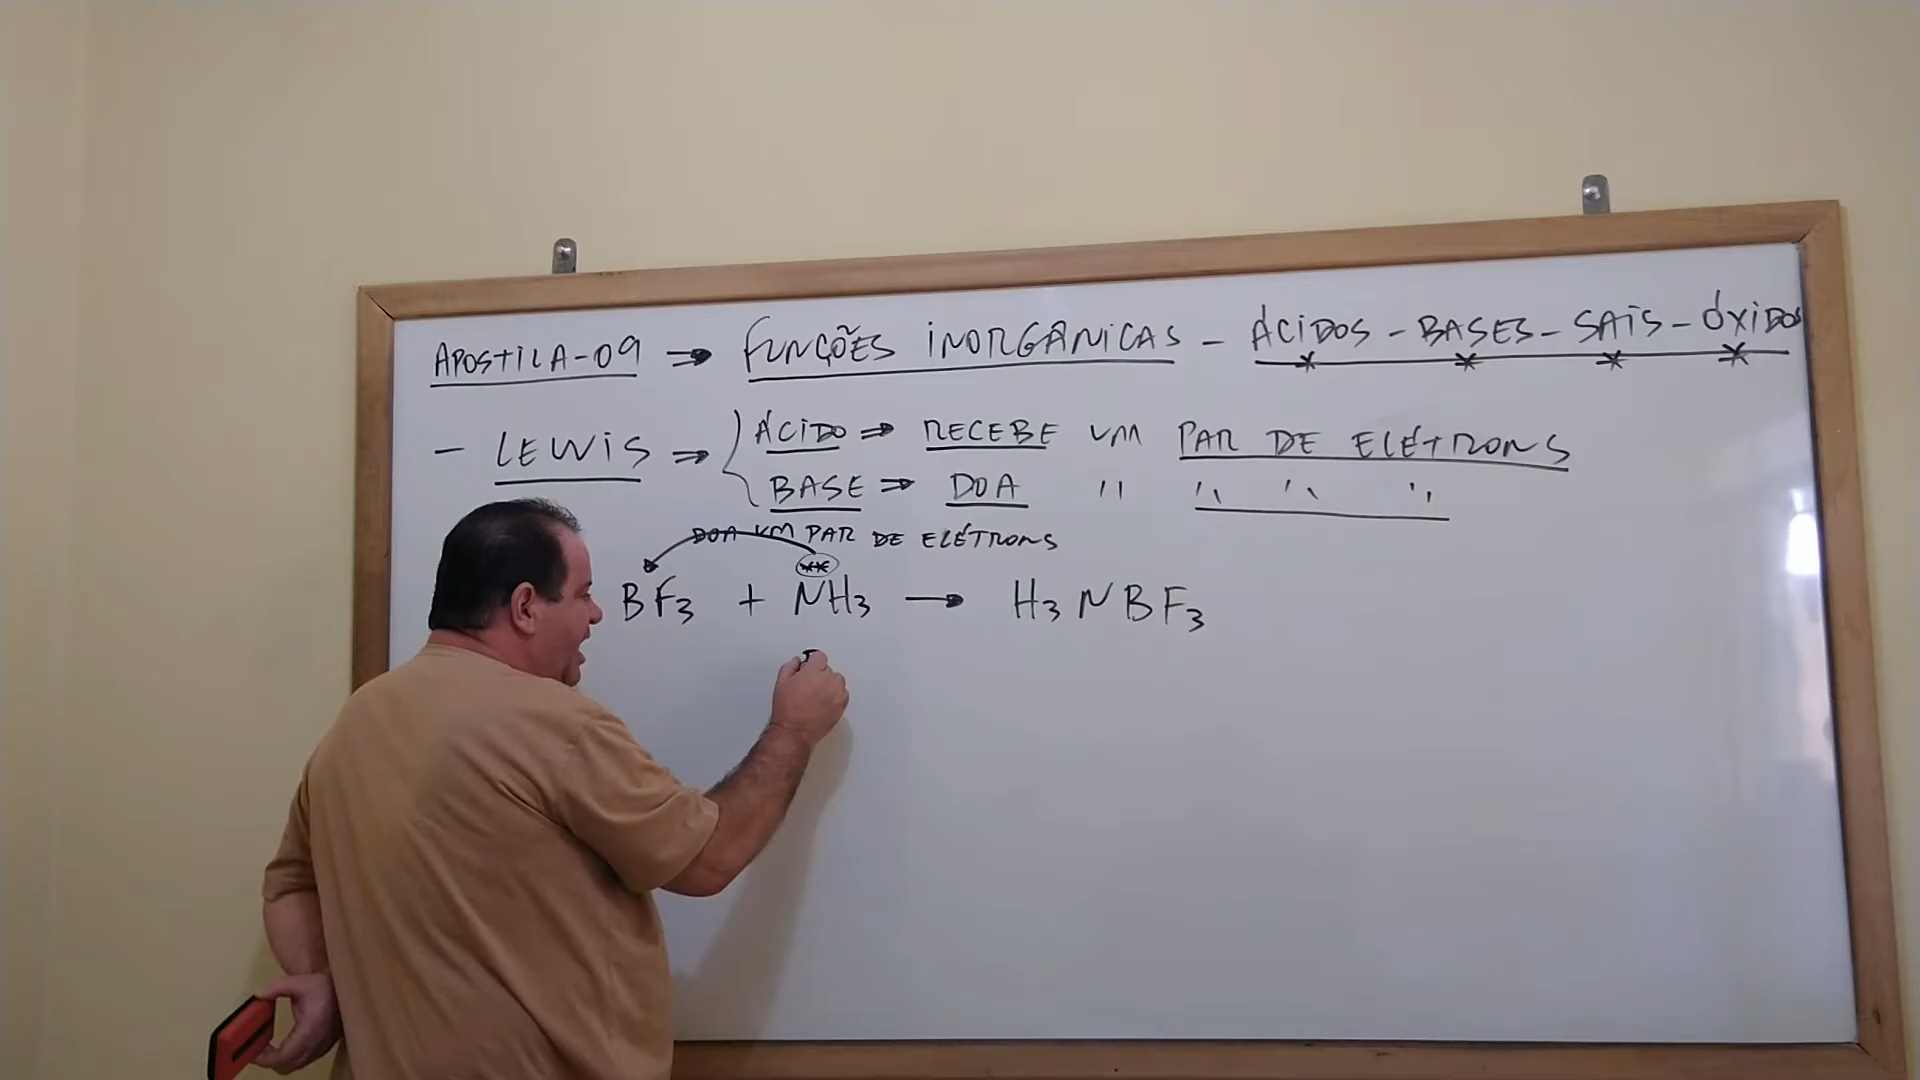 APOSTILA-09 ⇒ FUNÇÕES INORGÂNICAS - ÁCIDOS - BASES - SAIS - ÓXIDOS
- LEWIS ⇒ { ÁCIDO ⇒ RECEBE UM PAR DE ELÉTRONS
BASE ⇒ DOA " " " "
DOA UM PAR DE ELÉTRONS
BF3 + NH3 → H3NBF3